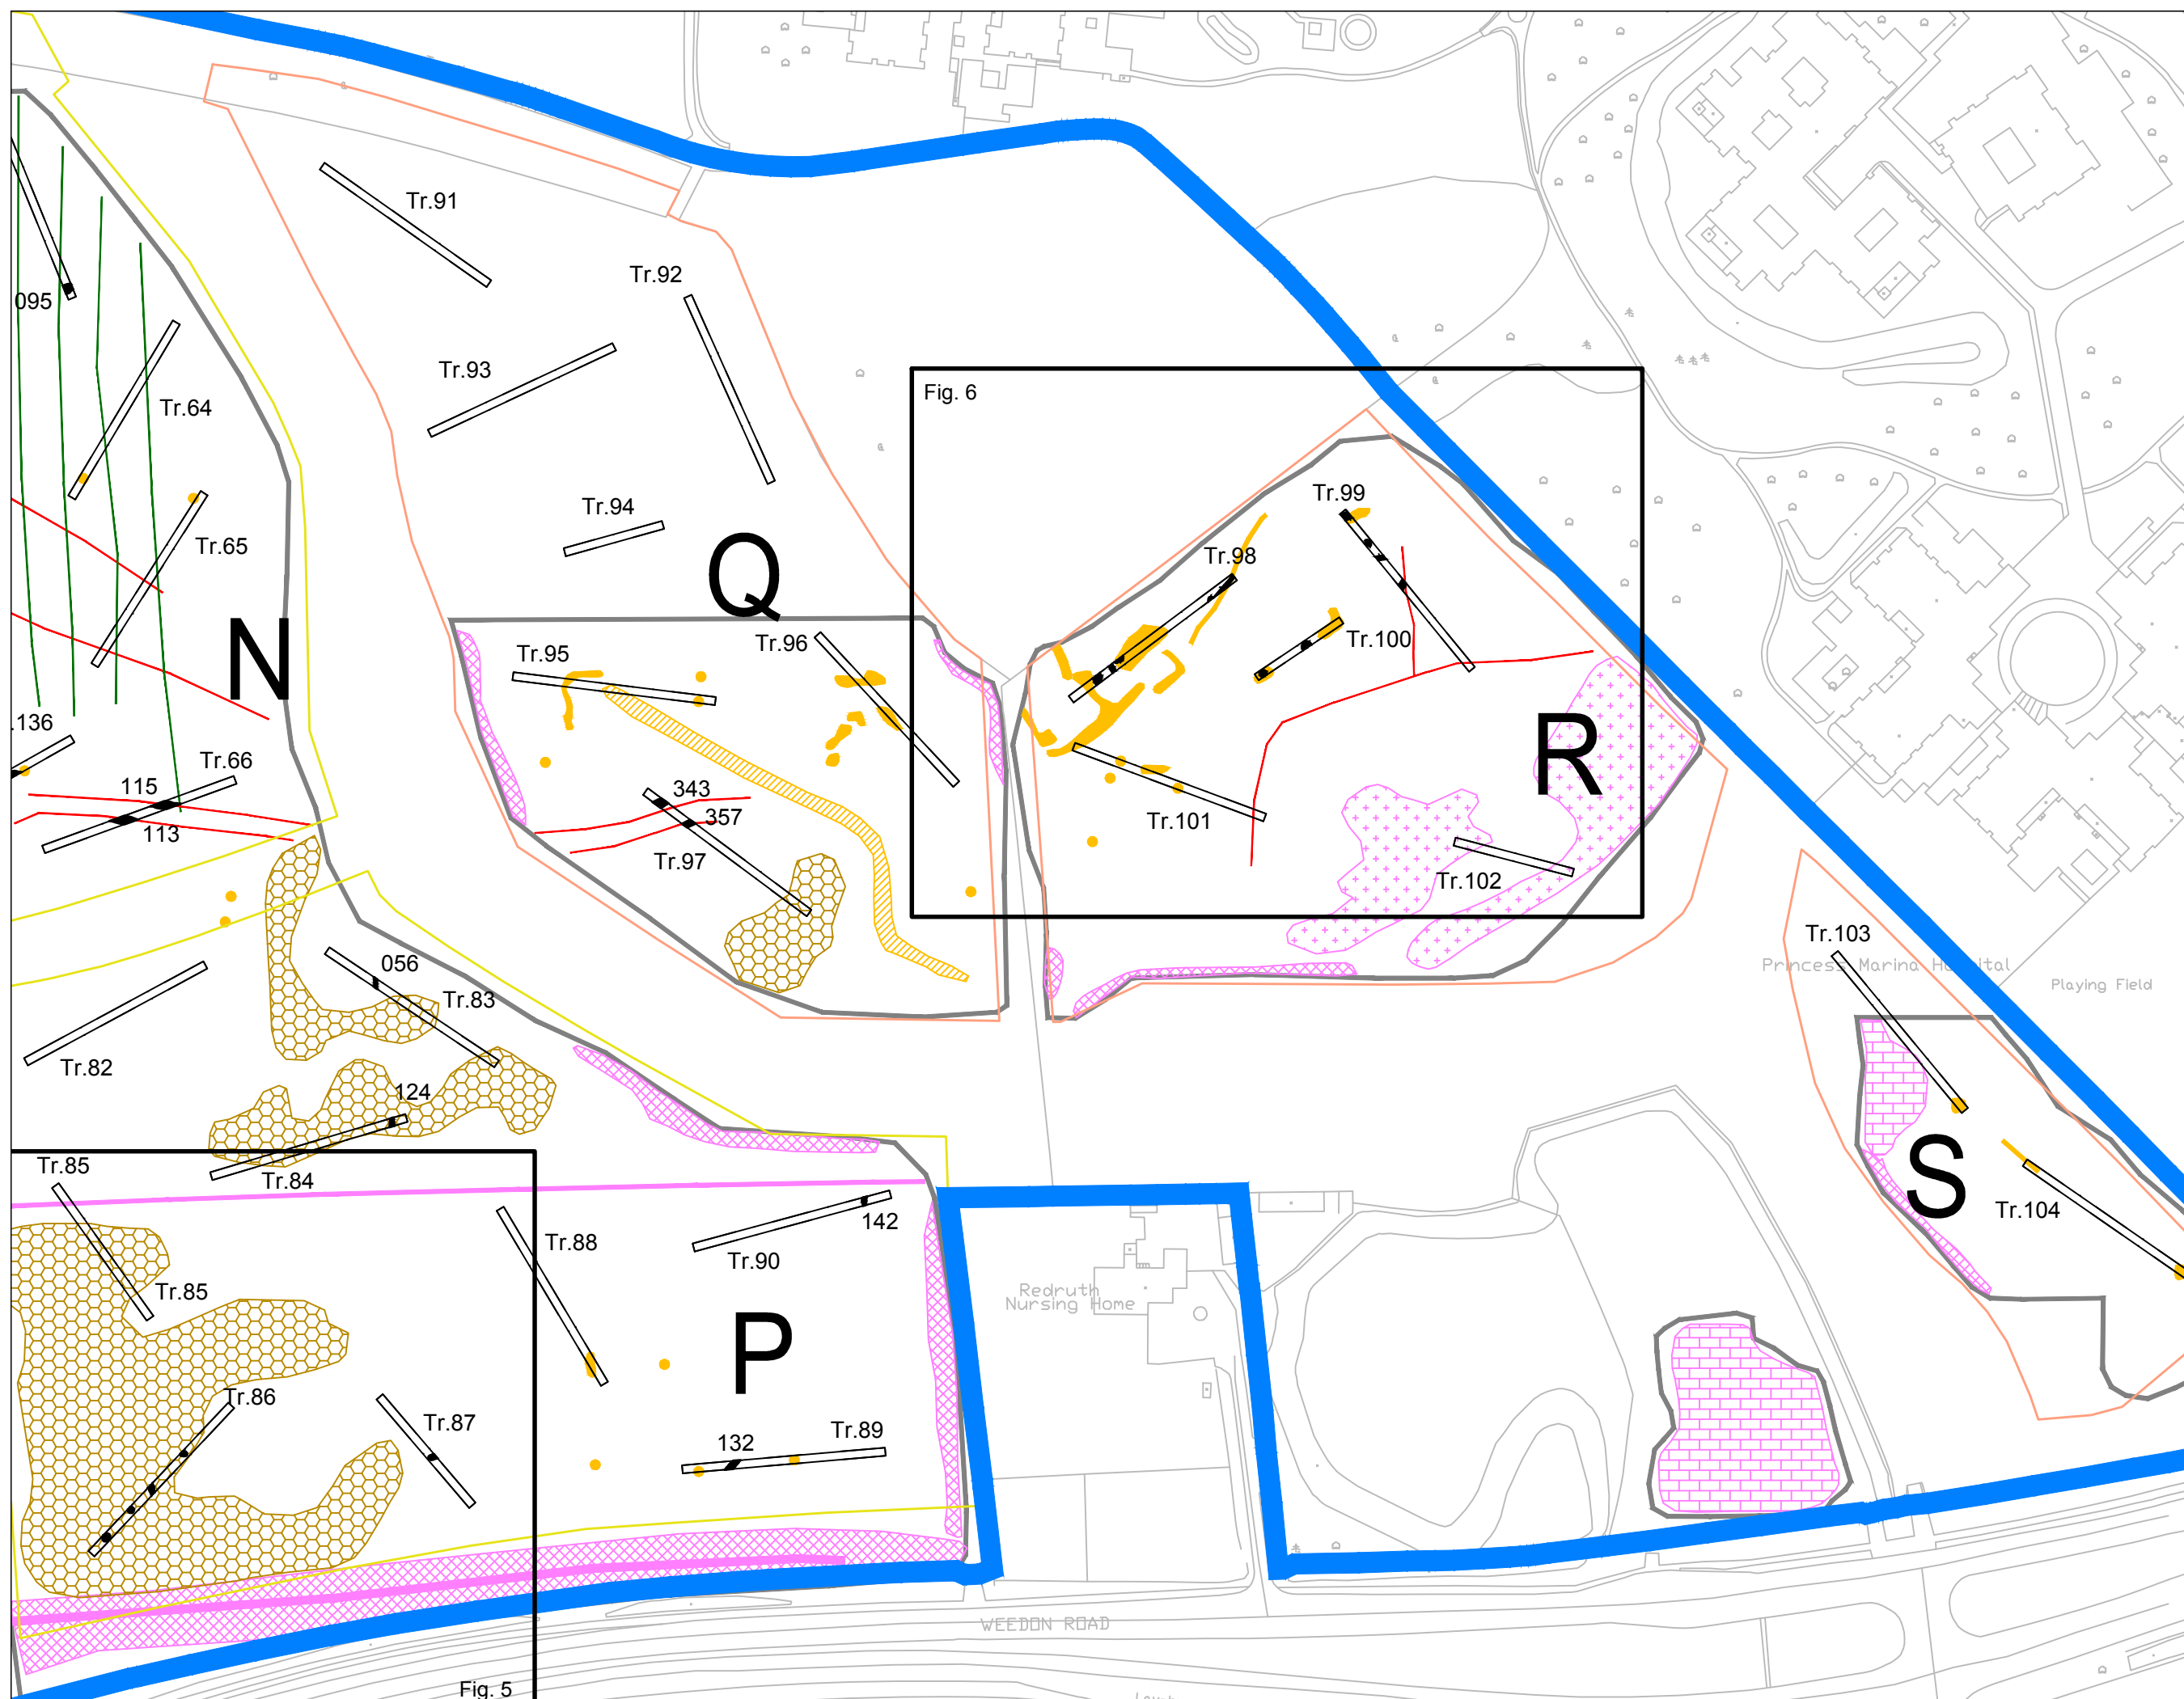 Tr.91
Tr.92
095
Tr.93
Fig. 6
Tr.64
Tr.99
Tr.94
Tr.65
Q
Tr.98
N
Tr.95
Tr.96
Tr.100
.136
Tr.66
R
115
343
113
357
Tr.101
Tr.97
Tr.102
056
Tr.103
Princess Marina Hospital
Playing Field
Tr.83
Tr.82
124
S
Tr.85
Tr.84
Tr.104
142
Tr.88
Tr.90
Tr.85
Redruth
Nursing Home
P
Tr.86
Tr.87
Tr.89
132
WEEDON ROAD
Fig. 5